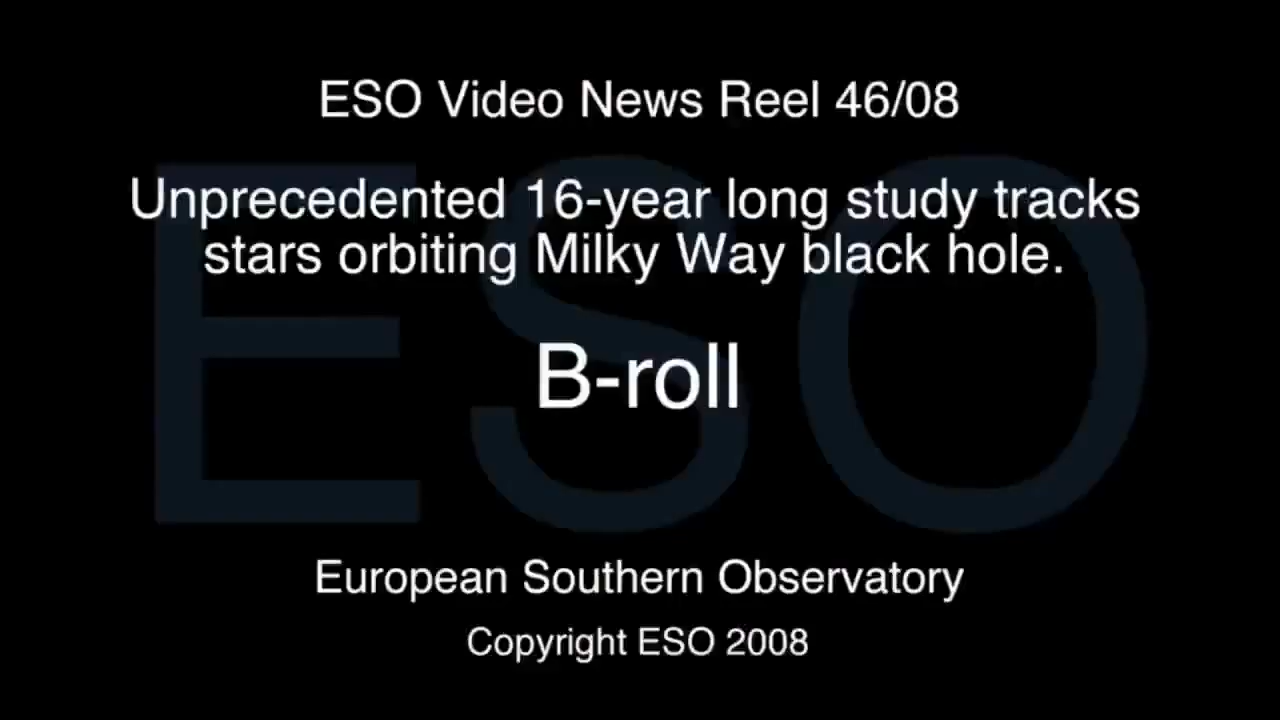 ESO Video News Reel 46/08
Unprecedented 16-year long study tracks
stars orbiting Milky Way black hole.
B-roll
ESO
European Southern Observatory
Copyright ESO 2008